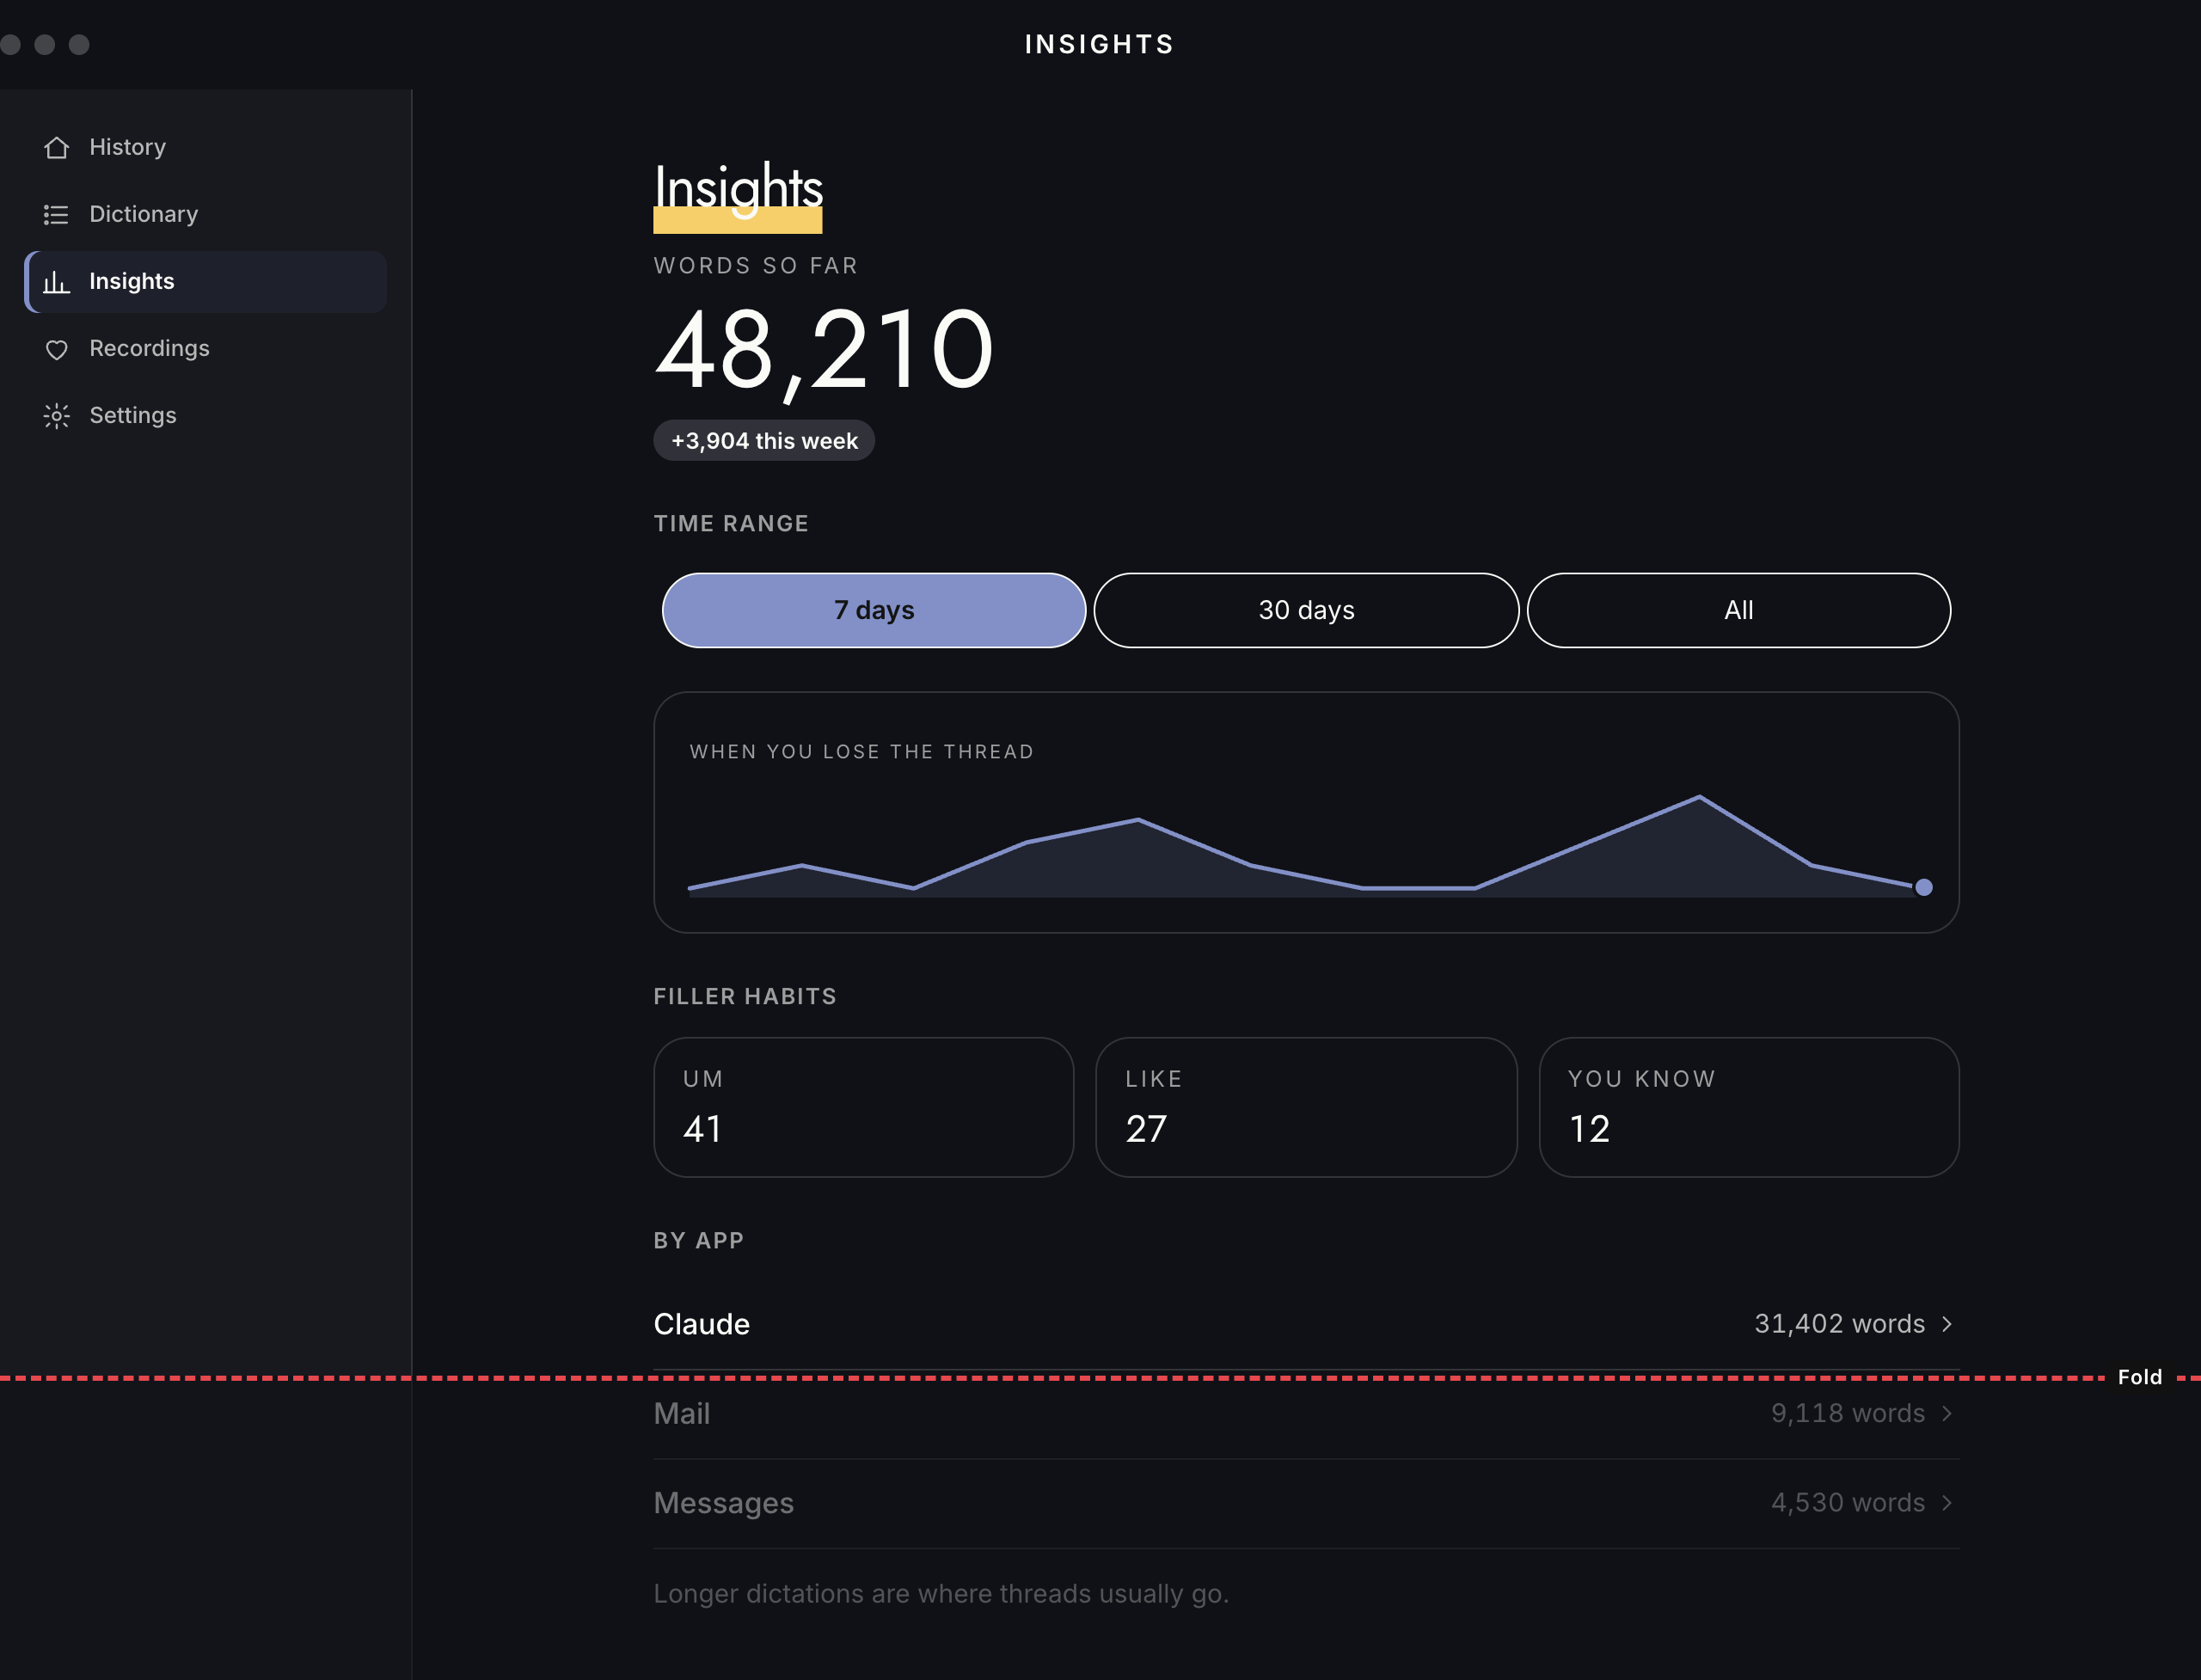 INSIGHTS
History
Dictionary
Insights
Recordings
Settings
Insights
WORDS SO FAR
48,210
+3,904 this week
TIME RANGE
7 days
30 days
All
WHEN YOU LOSE THE THREAD
FILLER HABITS
UM
41
LIKE
27
YOU KNOW
12
BY APP
Claude
31,402 words
Fold
Mail
9,118 words
Messages
4,530 words
Longer dictations are where threads usually go.